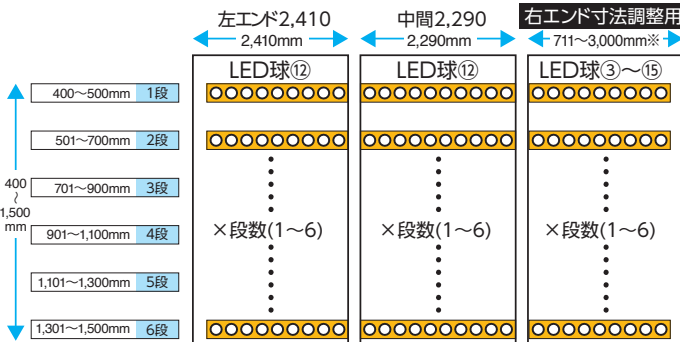 左エンド2,410
中間2,290
右エンド寸法調整用
2,410mm
2,290mm
711～3,000mm※
LED球⑫
LED球⑫
LED球③～⑮
400～500mm 1段
501～700mm 2段
701～900mm 3段
901～1,100mm 4段
1,101～1,300mm 5段
1,301～1,500mm 6段
400
～
1,500
mm
×段数(1～6)
×段数(1～6)
×段数(1～6)